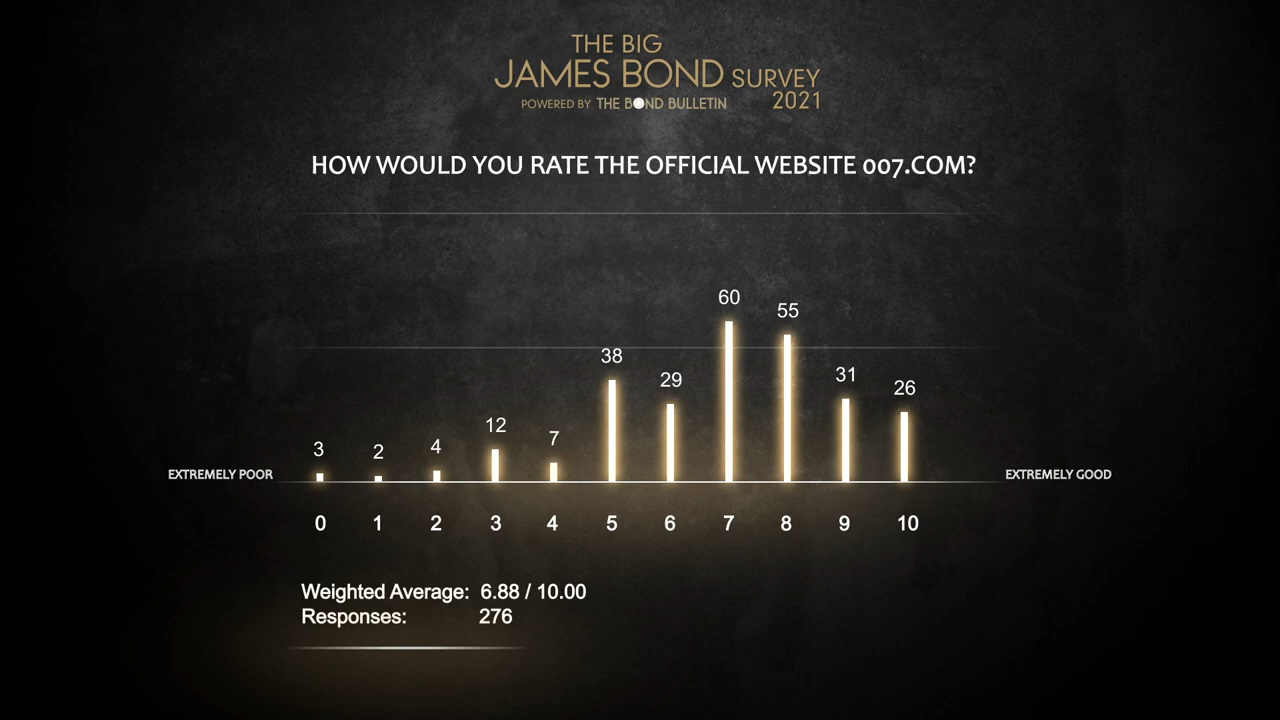 THE BIG
JAMES BOND SURVEY
POWERED BY THE BOND BULLETIN 2021
HOW WOULD YOU RATE THE OFFICIAL WEBSITE 007.COM?
3 2 4 12 7 38 29 60 55 31 26
EXTREMELY POOR EXTREMELY GOOD
0 1 2 3 4 5 6 7 8 9 10
Weighted Average: 6.88 / 10.00
Responses: 276